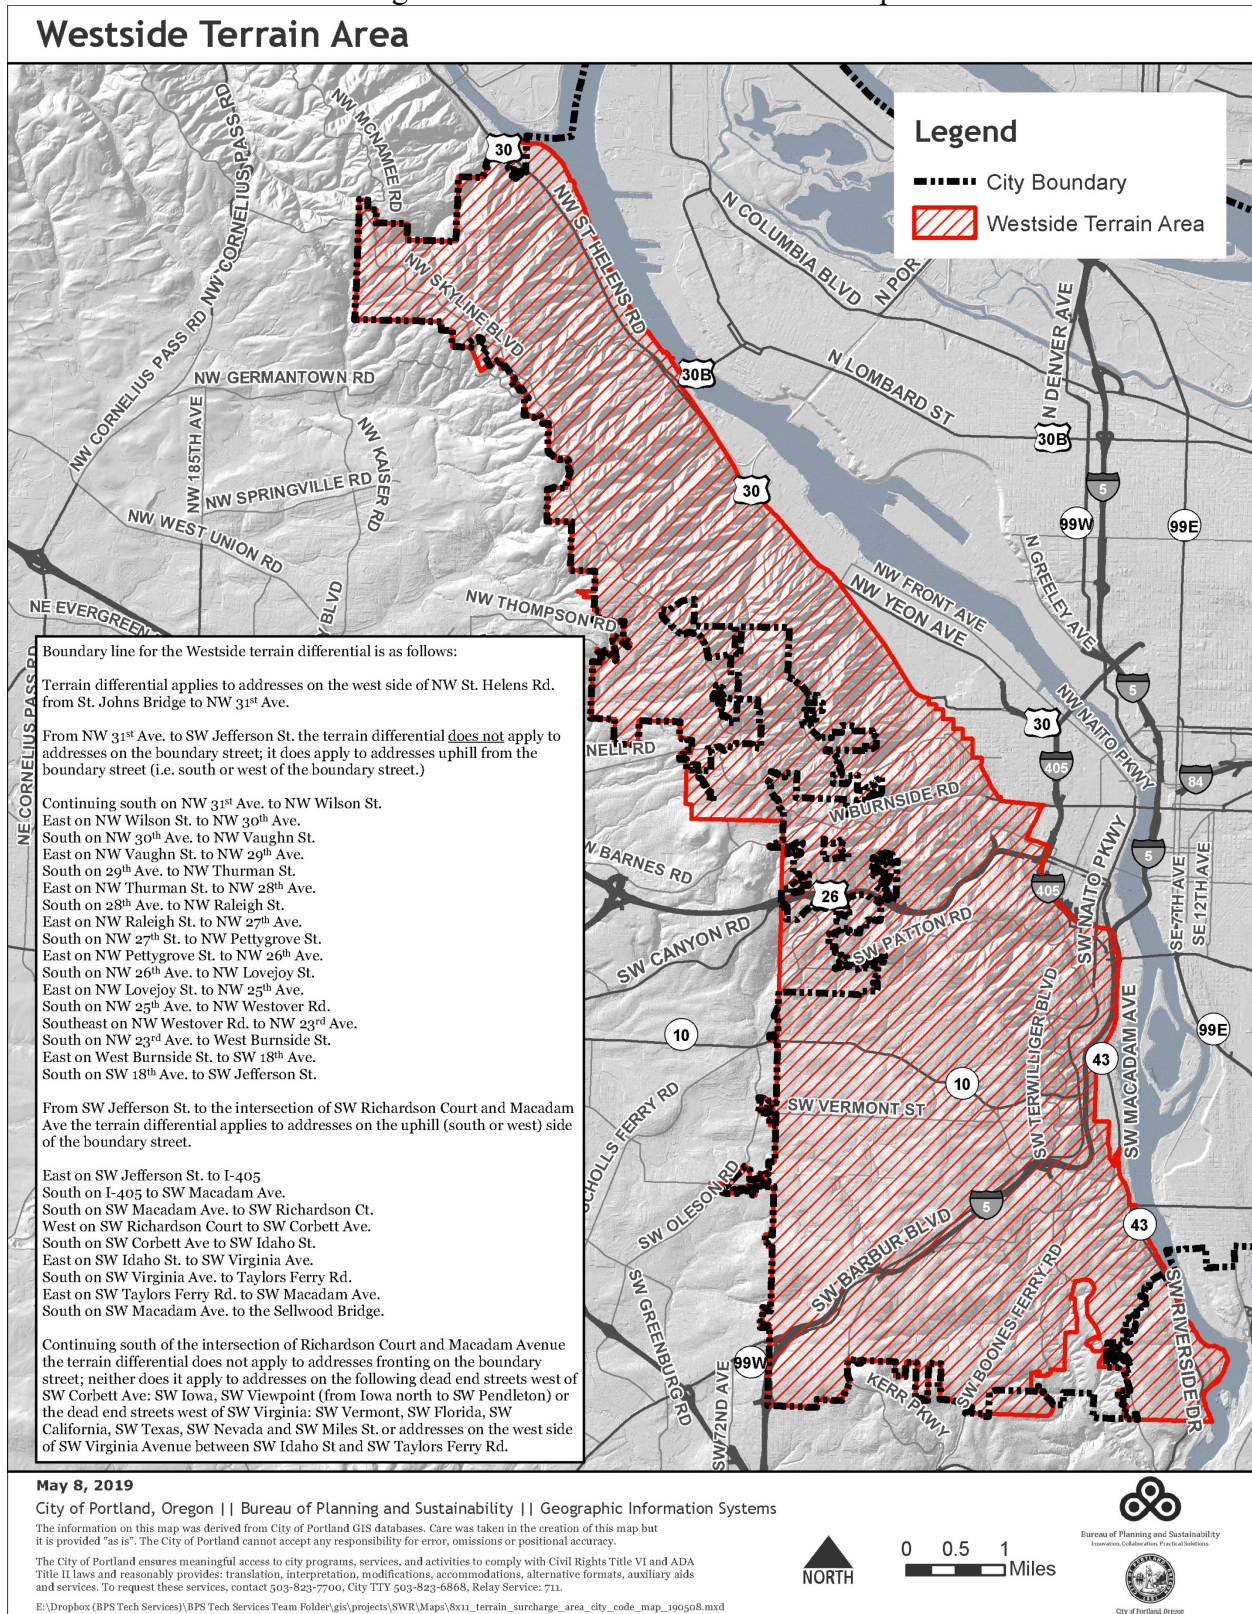 Westside Terrain Area
Legend
City Boundary
Westside Terrain Area
NW CORNELIUS PASS RD
NW MCNAMEE RD
30
NW ST HELENS RD
N COLUMBIA BLVD
N POR
NW SKYLINE BLVD
NW CORNELIUS PASS RD
NW GERMANTOWN RD
30B
N LOMBARD ST
N DENVER AVE
30B
NW 185TH AVE
NW KAISER RD
NW SPRINGVILLE RD
30
5
99W
99E
NW WEST UNION RD
N GREELEY AVE
NW FRONT AVE
NW YEON AVE
NE EVERGREEN
Y BLVD
NW THOMPSON RD
NE CORNELIUS PASS RD
NW NAITO PKWY
5
30
405
84
NELL RD
W BURNSIDE RD
W BARNES RD
26
405
SW NAITO PKWY
5
SE 7TH AVE
SE 12TH AVE
SW CANYON RD
SW PATTON RD
SW TERWILLIGER BLVD
SW MACADAM AVE
10
99E
43
10
SW VERMONT ST
CHOLLS FERRY RD
SW OLESON RD
5
43
SW BARBUR BLVD
SW BOONES FERRY RD
SW RIVERSIDE DR
SW GREENBURG RD
99W
SW 72ND AVE
KERR PKWY
Boundary line for the Westside terrain differential is as follows:
Terrain differential applies to addresses on the west side of NW St. Helens Rd.
from St. Johns Bridge to NW 31st Ave.
From NW 31st Ave. to SW Jefferson St. the terrain differential does not apply to
addresses on the boundary street; it does apply to addresses uphill from the
boundary street (i.e. south or west of the boundary street.)
Continuing south on NW 31st Ave. to NW Wilson St.
East on NW Wilson St. to NW 30th Ave.
South on NW 30th Ave. to NW Vaughn St.
East on NW Vaughn St. to NW 29th Ave.
South on 29th Ave. to NW Thurman St.
East on NW Thurman St. to NW 28th Ave.
South on 28th Ave. to NW Raleigh St.
East on NW Raleigh St. to NW 27th Ave.
South on NW 27th St. to NW Pettygrove St.
East on NW Pettygrove St. to NW 26th Ave.
South on NW 26th Ave. to NW Lovejoy St.
East on NW Lovejoy St. to NW 25th Ave.
South on NW 25th Ave. to NW Westover Rd.
Southeast on NW Westover Rd. to NW 23rd Ave.
South on NW 23rd Ave. to West Burnside St.
East on West Burnside St. to SW 18th Ave.
South on SW 18th Ave. to SW Jefferson St.
From SW Jefferson St. to the intersection of SW Richardson Court and Macadam
Ave the terrain differential applies to addresses on the uphill (south or west) side
of the boundary street.
East on SW Jefferson St. to I-405
South on I-405 to SW Macadam Ave.
South on SW Macadam Ave. to SW Richardson Ct.
West on SW Richardson Court to SW Corbett Ave.
South on SW Corbett Ave to SW Idaho St.
East on SW Idaho St. to SW Virginia Ave.
South on SW Virginia Ave. to Taylors Ferry Rd.
East on SW Taylors Ferry Rd. to SW Macadam Ave.
South on SW Macadam Ave. to the Sellwood Bridge.
Continuing south of the intersection of Richardson Court and Macadam Avenue
the terrain differential does not apply to addresses fronting on the boundary
street; neither does it apply to addresses on the following dead end streets west of
SW Corbett Ave: SW Iowa, SW Viewpoint (from Iowa north to SW Pendleton) or
the dead end streets west of SW Virginia: SW Vermont, SW Florida, SW
California, SW Texas, SW Nevada and SW Miles St. or addresses on the west side
of SW Virginia Avenue between SW Idaho St and SW Taylors Ferry Rd.
May 8, 2019
City of Portland, Oregon || Bureau of Planning and Sustainability || Geographic Information Systems
The information on this map was derived from City of Portland GIS databases. Care was taken in the creation of this map but
it is provided "as is". The City of Portland cannot accept any responsibility for error, omissions or positional accuracy.
The City of Portland ensures meaningful access to city programs, services, and activities to comply with Civil Rights Title VI and ADA
Title II laws and reasonably provides: translation, interpretation, modifications, accommodations, alternative formats, auxiliary aids
and services. To request these services, contact 503-823-7700, City TTY 503-823-6868, Relay Service: 711.
E:\Dropbox (BPS Tech Services)\BPS Tech Services Team Folder\gis\projects\SWR\Maps\8x11_terrain_surcharge_area_city_code_map_190508.mxd
NORTH
0 0.5 1
Miles
Bureau of Planning and Sustainability
Innovation. Collaboration. Practical Solutions.
City of Portland, Oregon